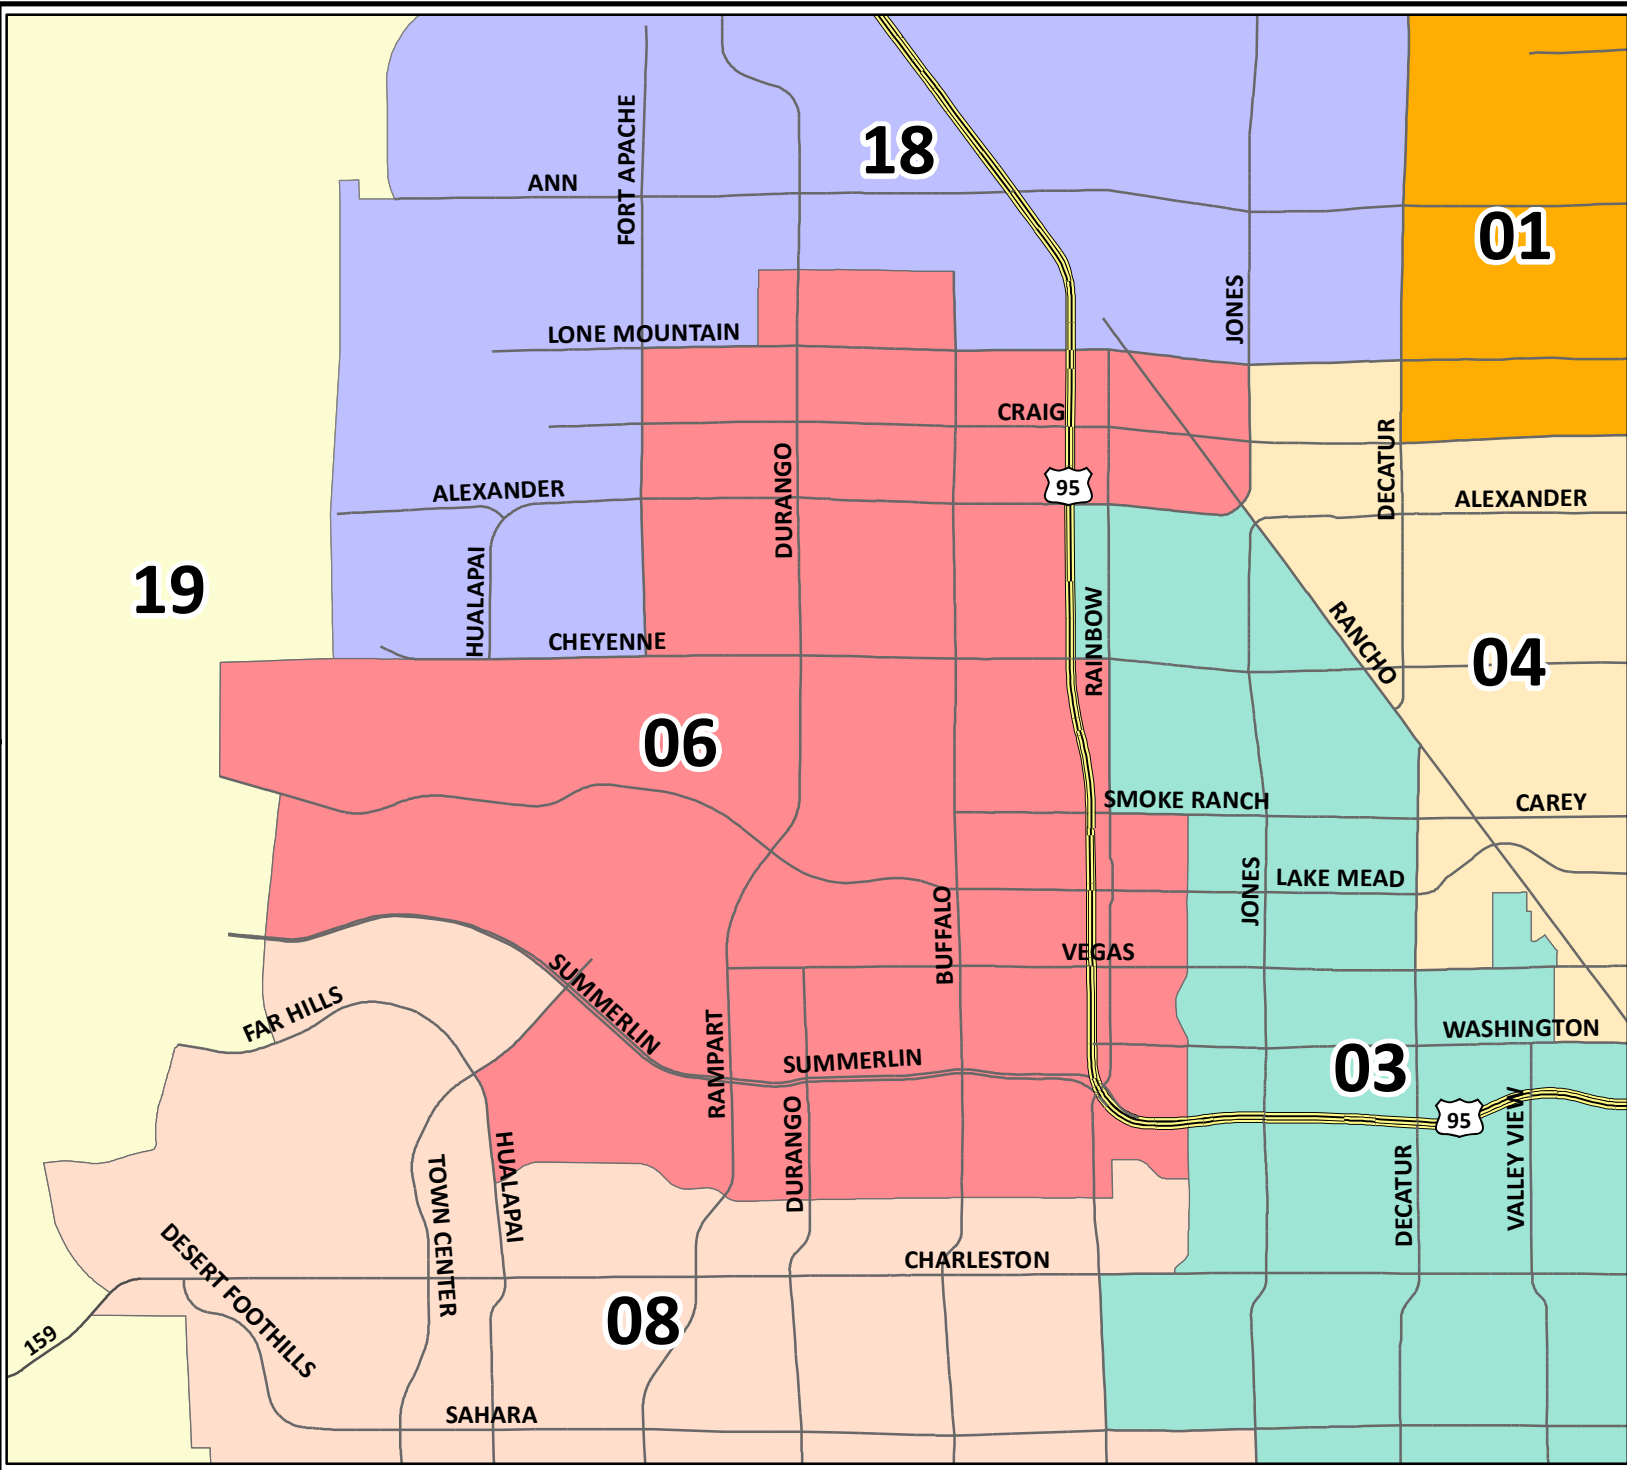 18
FORT APACHE
ANN
01
JONES
LONE MOUNTAIN
CRAIG
DECATUR
DURANGO
95
ALEXANDER
ALEXANDER
HUALAPAI
19
RAINBOW
RANCHO
CHEYENNE
04
06
SMOKE RANCH
CAREY
JONES
LAKE MEAD
BUFFALO
VEGAS
SUMMERLIN
FAR HILLS
WASHINGTON
RAMPART
SUMMERLIN
03
DURANGO
95
VALLEY VIEW
HUALAPAI
TOWN CENTER
DECATUR
DESERT FOOTHILLS
CHARLESTON
08
159
SAHARA